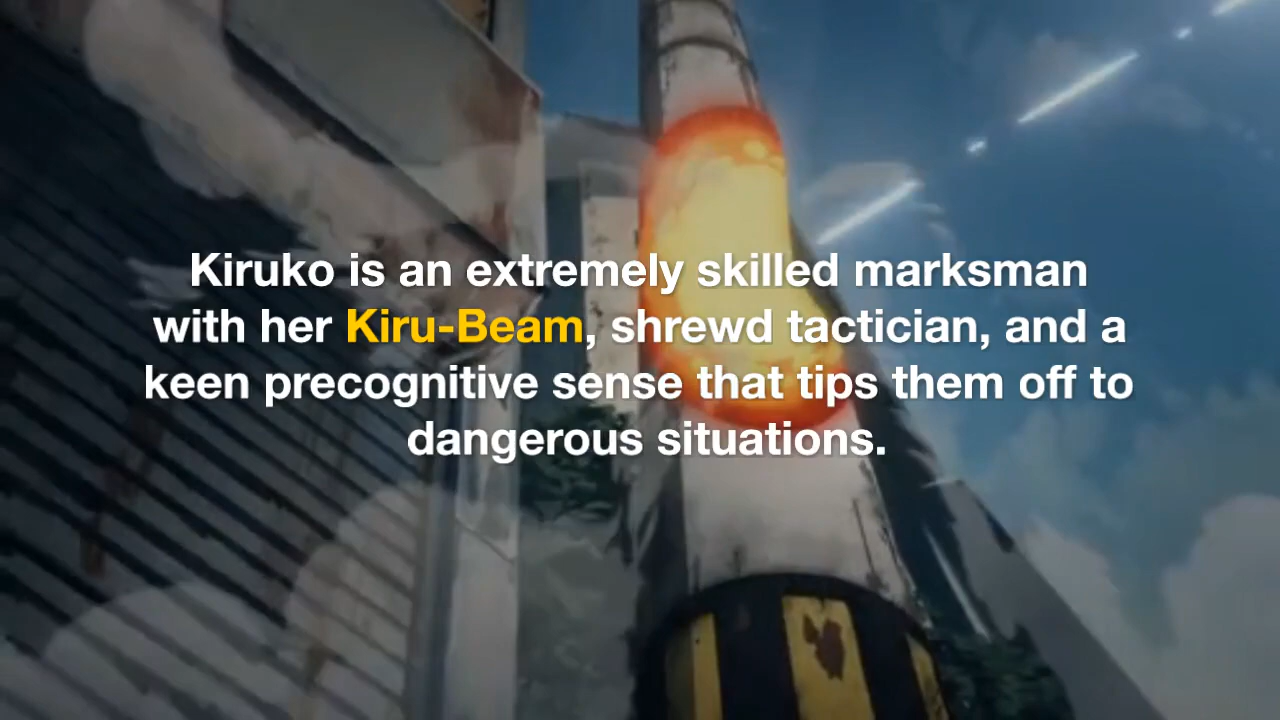 Kiruko is an extremely skilled marksman
with her Kiru-Beam, shrewd tactician, and a
keen precognitive sense that tips them off to
dangerous situations.